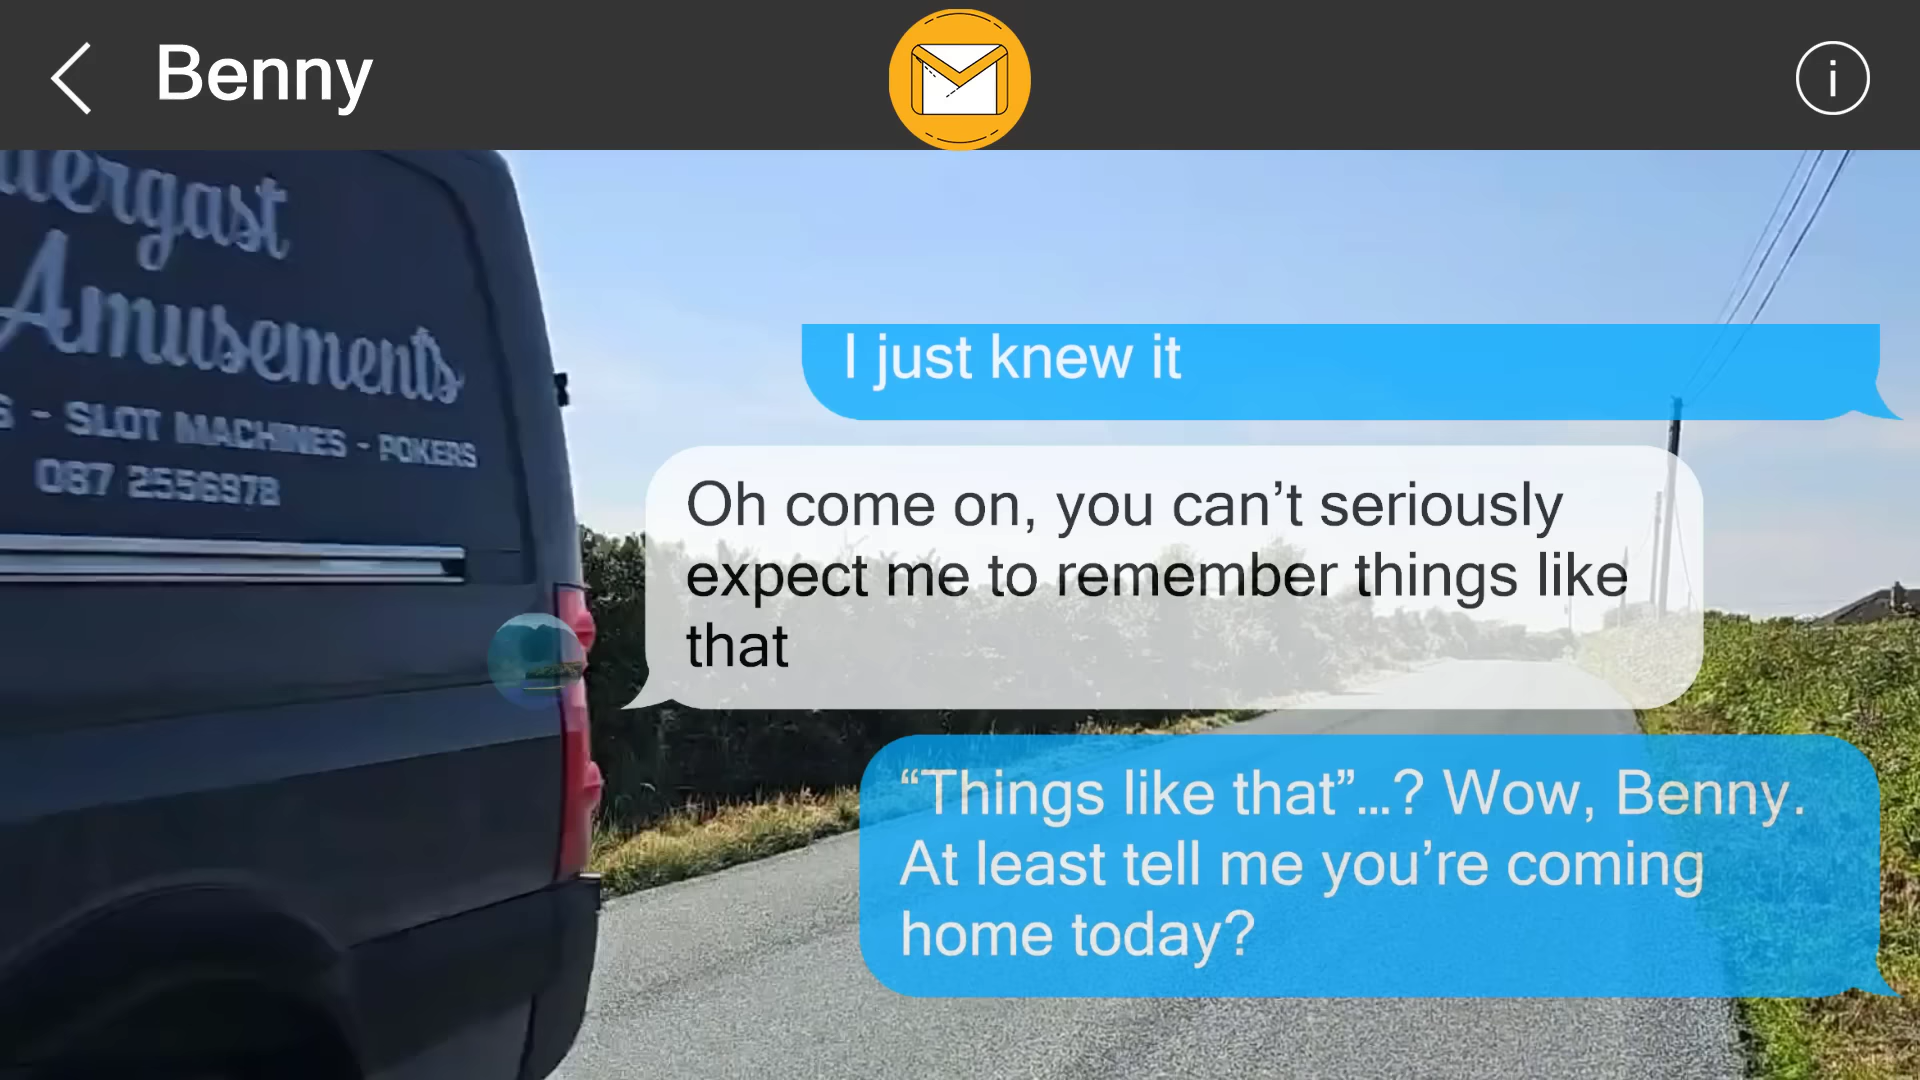 Benny
i
Amusements
- SLOT MACHINES - POKERS
087 2556978
I just knew it
Oh come on, you can’t seriously
expect me to remember things like
that
“Things like that”...? Wow, Benny.
At least tell me you’re coming
home today?